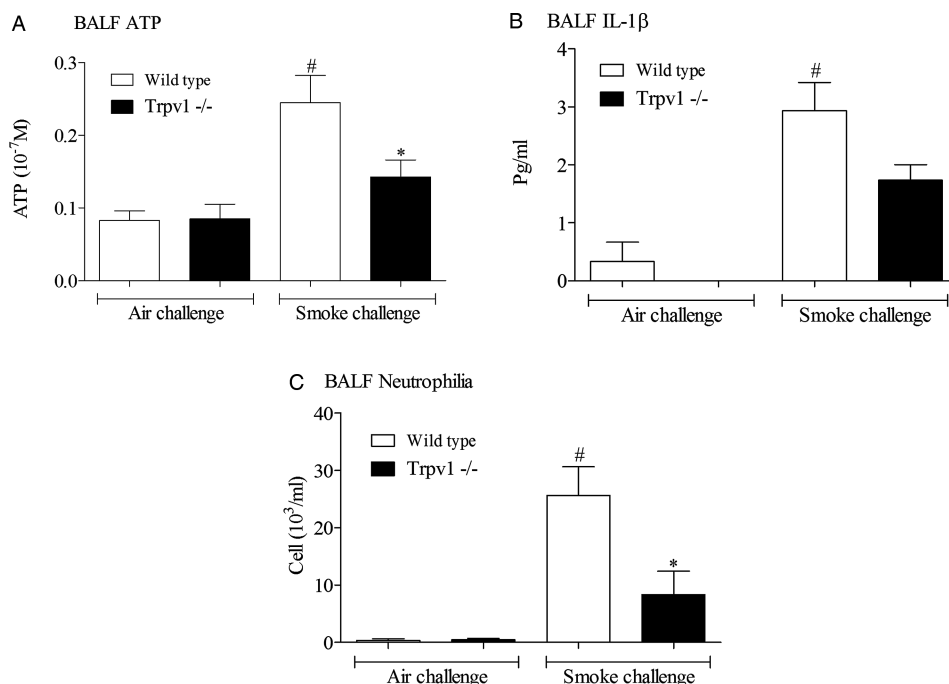 A BALF ATP
0.3
0.2
0.1
0.0
ATP (10⁻⁷M)
Wild type
Trpv1 -/-
#
*
Air challenge
Smoke challenge
B BALF IL-1β
4
3
2
1
0
Pg/ml
Wild type
Trpv1 -/-
#
Air challenge
Smoke challenge
C BALF Neutrophilia
40
30
20
10
0
Cell (10³/ml)
Wild type
Trpv1 -/-
#
*
Air challenge
Smoke challenge